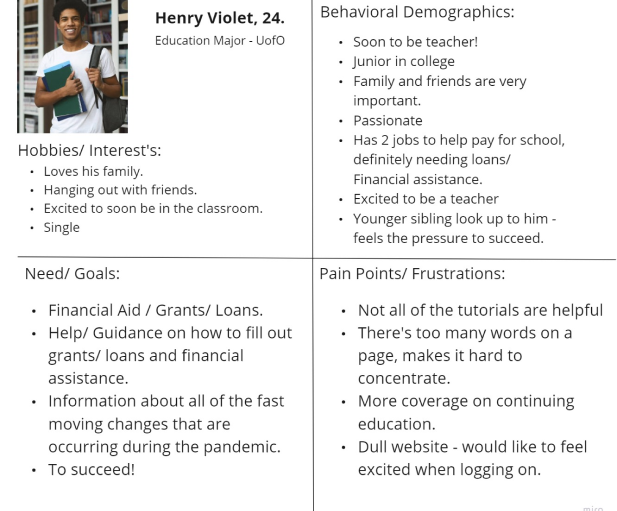 Henry Violet, 24.
Education Major - UofO
Hobbies/ Interest's:
• Loves his family.
• Hanging out with friends.
• Excited to soon be in the classroom.
• Single
Behavioral Demographics:
• Soon to be teacher!
• Junior in college
• Family and friends are very
important.
• Passionate
• Has 2 jobs to help pay for school,
definitely needing loans/
Financial assistance.
• Excited to be a teacher
• Younger sibling look up to him -
feels the pressure to succeed.
Need/ Goals:
• Financial Aid / Grants/ Loans.
• Help/ Guidance on how to fill out
grants/ loans and financial
assistance.
• Information about all of the fast
moving changes that are
occurring during the pandemic.
• To succeed!
Pain Points/ Frustrations:
• Not all of the tutorials are helpful
• There's too many words on a
page, makes it hard to
concentrate.
• More coverage on continuing
education.
• Dull website - would like to feel
excited when logging on.
miro